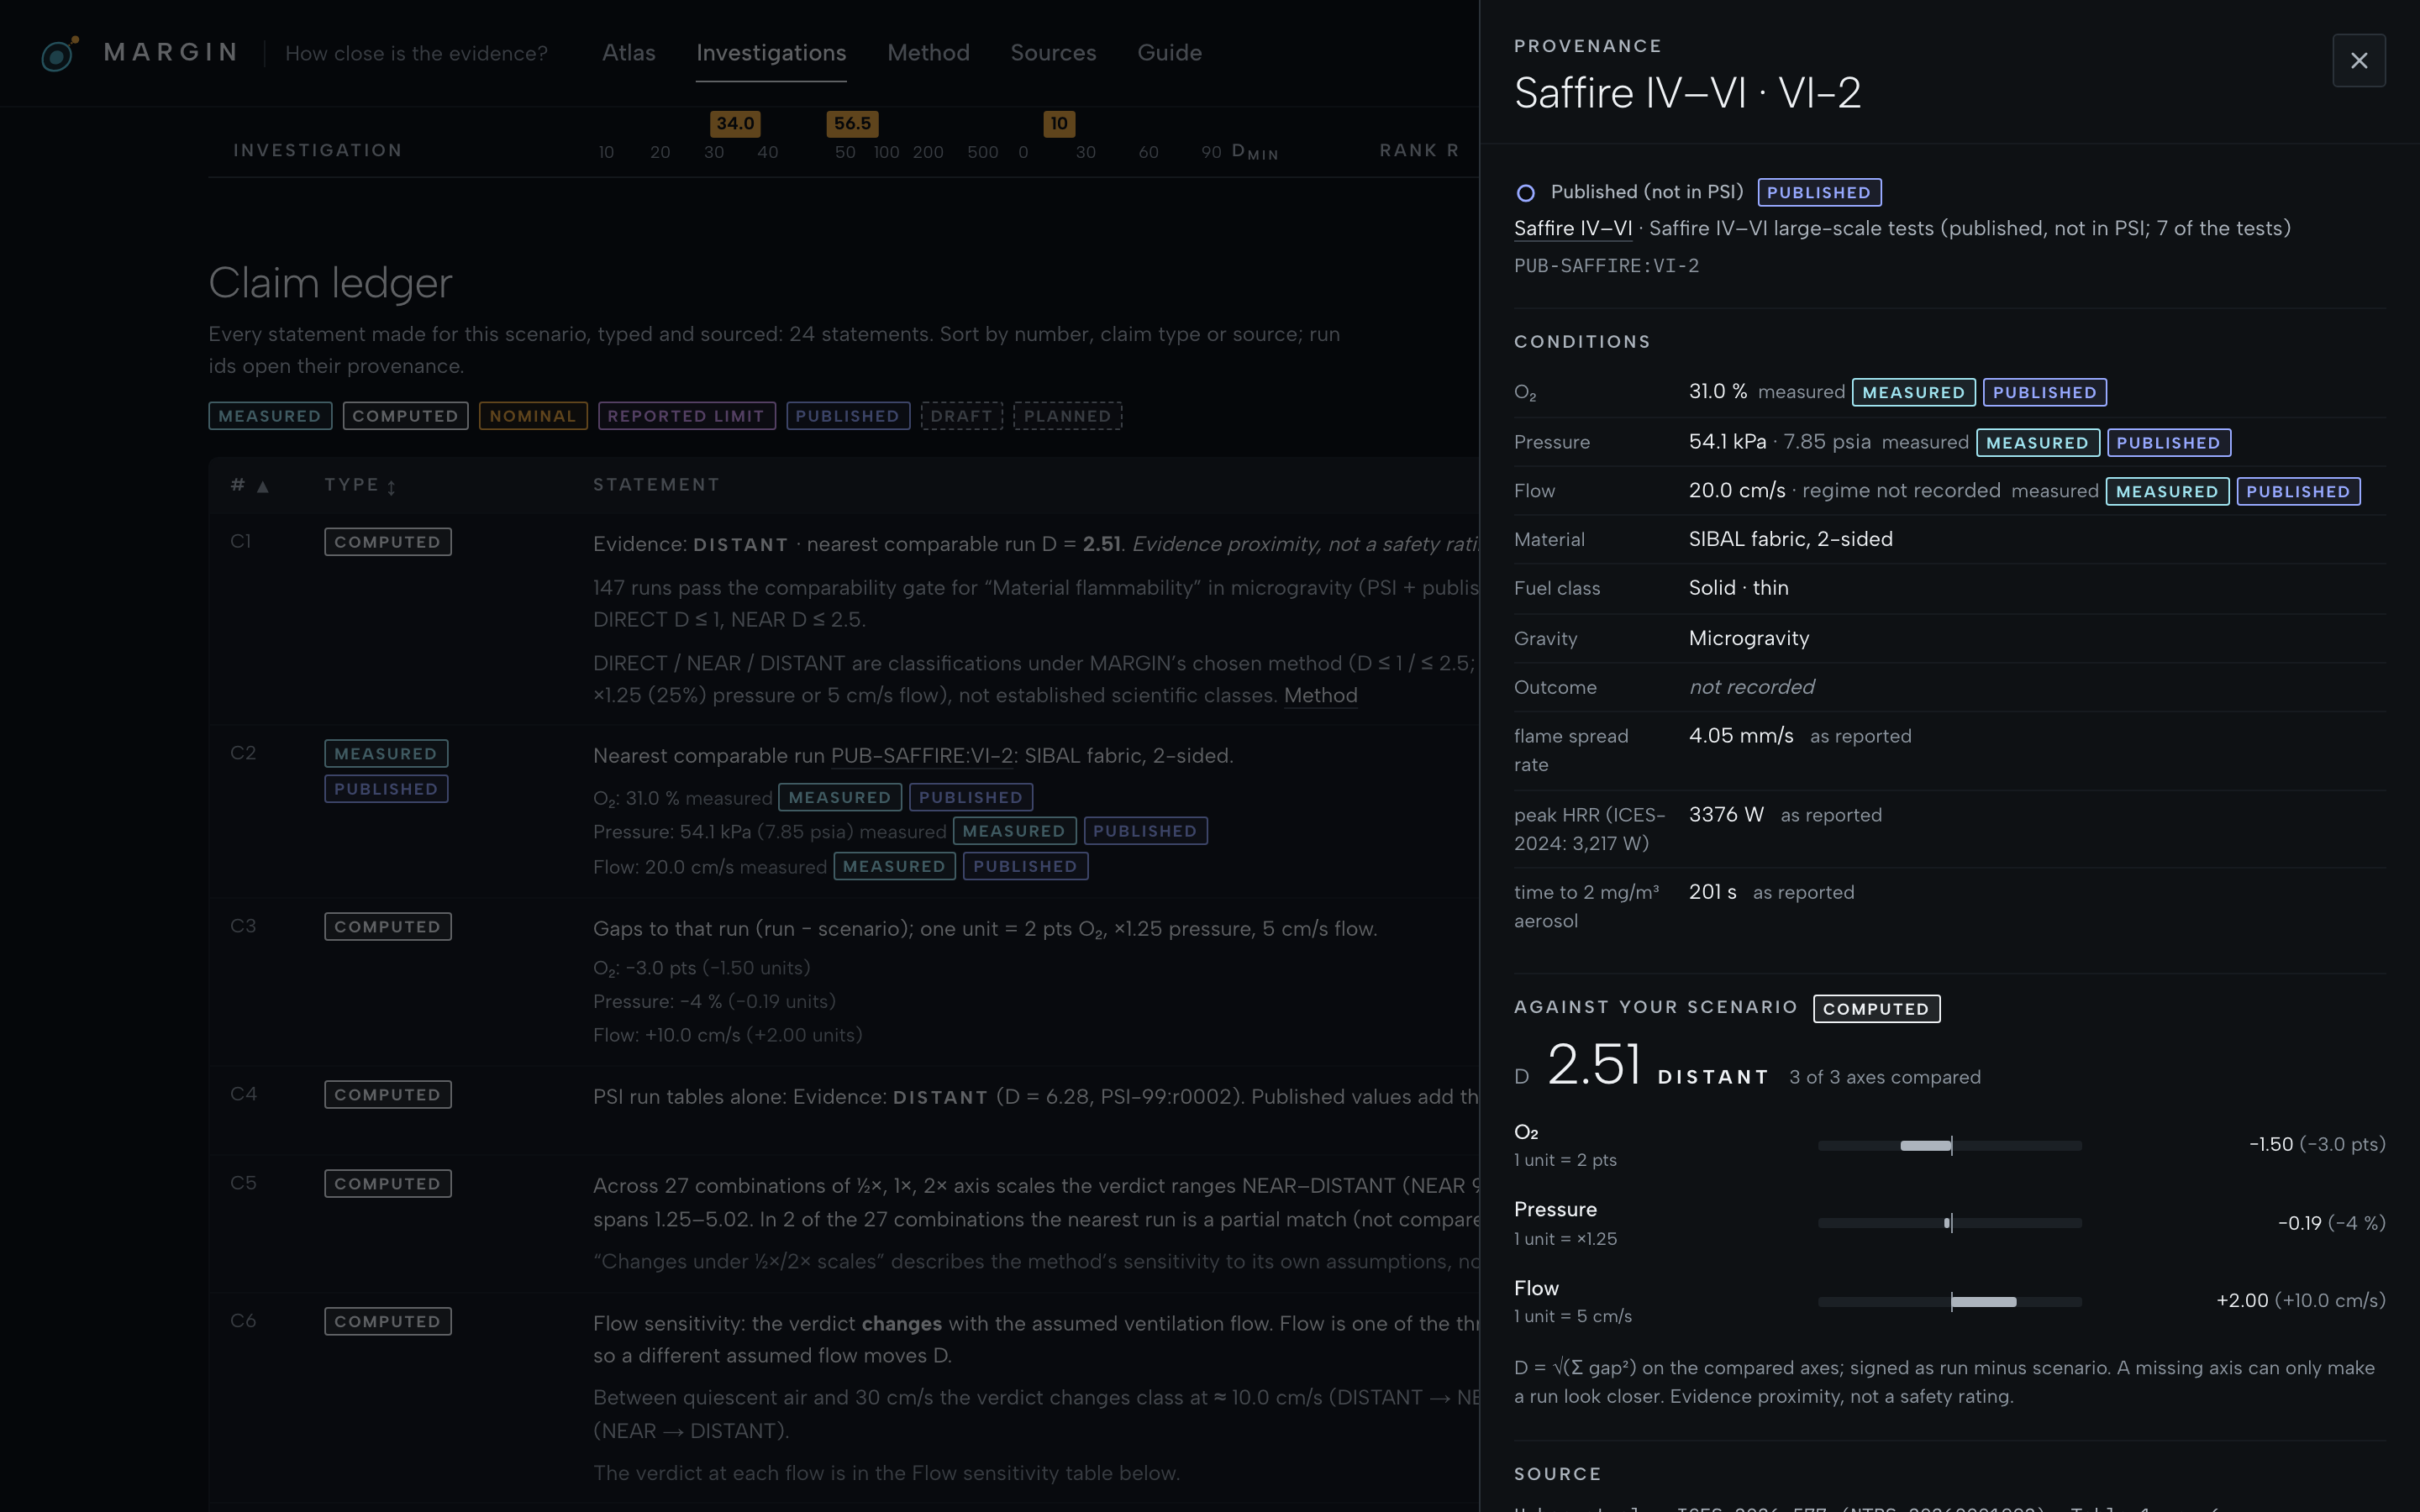 MARGIN
How close is the evidence?
Atlas
Investigations
Method
Sources
Guide
34.0
56.5
10
INVESTIGATION
10 20 30 40
50 100 200 500
0 30 60 90
DMIN
RANK R
Claim ledger
Every statement made for this scenario, typed and sourced: 24 statements. Sort by number, claim type or source; run
ids open their provenance.
MEASURED COMPUTED NOMINAL REPORTED LIMIT PUBLISHED DRAFT PLANNED
# ▲ TYPE ↕ STATEMENT
C1 COMPUTED
Evidence: DISTANT · nearest comparable run D = 2.51. Evidence proximity, not a safety
147 runs pass the comparability gate for “Material flammability” in microgravity (PSI +
DIRECT D ≤ 1, NEAR D ≤ 2.5.
DIRECT / NEAR / DISTANT are classifications under MARGIN’s chosen method (D ≤ 1 / ≤ 2.5;
×1.25 (25%) pressure or 5 cm/s flow), not established scientific classes. Method
C2 MEASURED PUBLISHED
Nearest comparable run PUB-SAFFIRE:VI-2: SIBAL fabric, 2-sided.
O₂: 31.0 % measured MEASURED PUBLISHED
Pressure: 54.1 kPa (7.85 psia) measured MEASURED PUBLISHED
Flow: 20.0 cm/s measured MEASURED PUBLISHED
C3 COMPUTED
Gaps to that run (run − scenario); one unit = 2 pts O₂, ×1.25 pressure, 5 cm/s flow.
O₂: −3.0 pts (−1.50 units)
Pressure: −4 % (−0.19 units)
Flow: +10.0 cm/s (+2.00 units)
C4 COMPUTED
PSI run tables alone: Evidence: DISTANT (D = 6.28, PSI-99:r0002). Published values add
C5 COMPUTED
Across 27 combinations of ½×, 1×, 2× axis scales the verdict ranges NEAR–DISTANT (NEAR
spans 1.25–5.02. In 2 of the 27 combinations the nearest run is a partial match (not
“Changes under ½×/2× scales” describes the method’s sensitivity to its own assumptions,
C6 COMPUTED
Flow sensitivity: the verdict changes with the assumed ventilation flow. Flow is one of the
so a different assumed flow moves D.
Between quiescent air and 30 cm/s the verdict changes class at ≈ 10.0 cm/s (DISTANT →
(NEAR → DISTANT).
The verdict at each flow is in the Flow sensitivity table below.
PROVENANCE
Saffire IV–VI · VI-2
Published (not in PSI) PUBLISHED
Saffire IV–VI · Saffire IV–VI large-scale tests (published, not in PSI; 7 of the tests)
PUB-SAFFIRE:VI-2
CONDITIONS
O₂ 31.0 % measured MEASURED PUBLISHED
Pressure 54.1 kPa · 7.85 psia measured MEASURED PUBLISHED
Flow 20.0 cm/s · regime not recorded measured MEASURED PUBLISHED
Material SIBAL fabric, 2-sided
Fuel class Solid · thin
Gravity Microgravity
Outcome not recorded
flame spread 4.05 mm/s as reported
rate
peak HRR (ICES- 3376 W as reported
2024: 3,217 W)
time to 2 mg/m³ 201 s as reported
aerosol
AGAINST YOUR SCENARIO COMPUTED
D 2.51 DISTANT 3 of 3 axes compared
O₂ −1.50 (−3.0 pts)
1 unit = 2 pts
Pressure −0.19 (−4 %)
1 unit = ×1.25
Flow +2.00 (+10.0 cm/s)
1 unit = 5 cm/s
D = √(Σ gap²) on the compared axes; signed as run minus scenario. A missing axis can only make
a run look closer. Evidence proximity, not a safety rating.
SOURCE